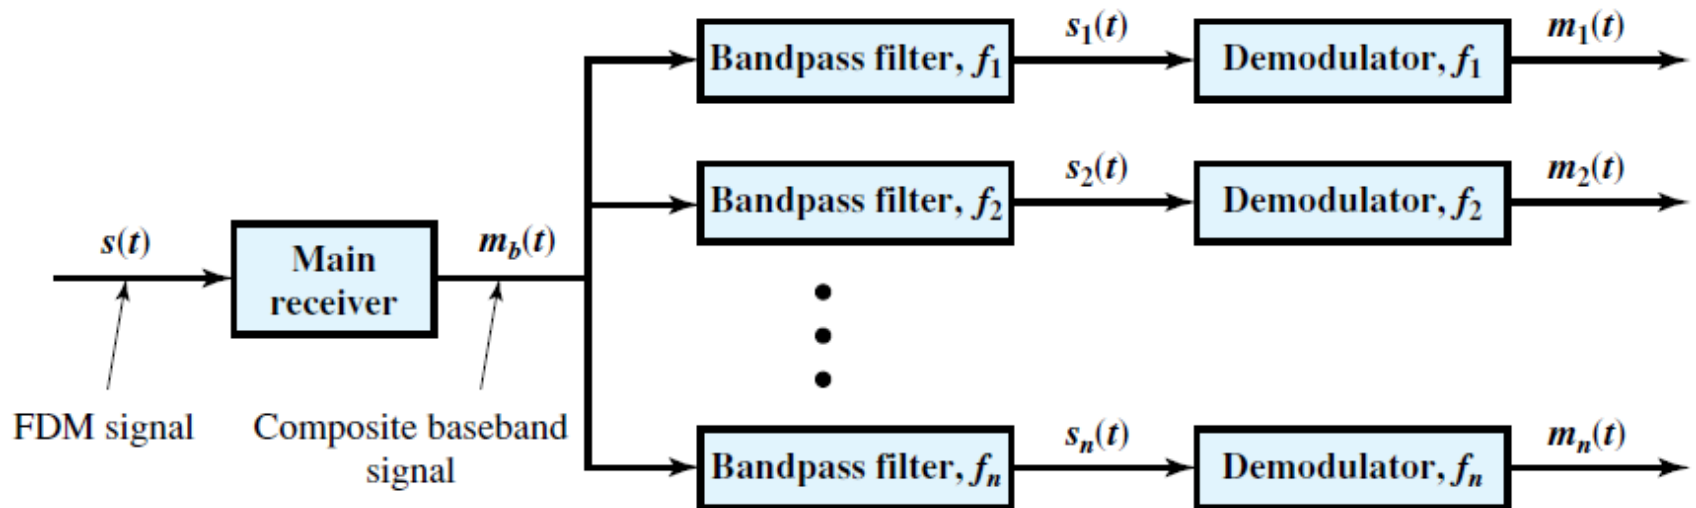 s₁(t)
m₁(t)
Bandpass filter, f₁
Demodulator, f₁
s₂(t)
m₂(t)
Bandpass filter, f₂
Demodulator, f₂
s(t)
m_b(t)
Main
receiver
FDM signal
Composite baseband
signal
sₙ(t)
mₙ(t)
Bandpass filter, fₙ
Demodulator, fₙ